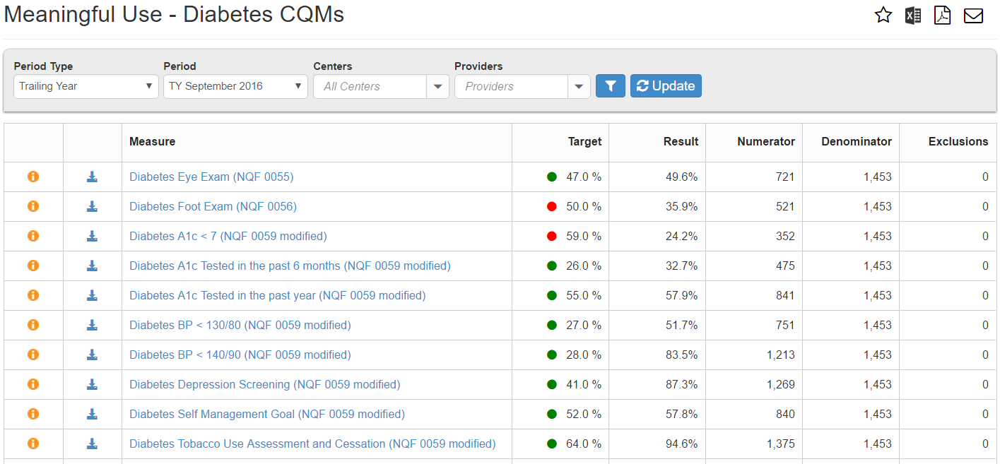 Meaningful Use - Diabetes CQMs
Period Type Period Centers Providers
Trailing Year TY September 2016 All Centers Providers Update
Measure Target Result Numerator Denominator Exclusions
Diabetes Eye Exam (NQF 0055) 47.0 % 49.6% 721 1,453 0
Diabetes Foot Exam (NQF 0056) 50.0 % 35.9% 521 1,453 0
Diabetes A1c < 7 (NQF 0059 modified) 59.0 % 24.2% 352 1,453 0
Diabetes A1c Tested in the past 6 months (NQF 0059 modified) 26.0 % 32.7% 475 1,453 0
Diabetes A1c Tested in the past year (NQF 0059 modified) 55.0 % 57.9% 841 1,453 0
Diabetes BP < 130/80 (NQF 0059 modified) 27.0 % 51.7% 751 1,453 0
Diabetes BP < 140/90 (NQF 0059 modified) 28.0 % 83.5% 1,213 1,453 0
Diabetes Depression Screening (NQF 0059 modified) 41.0 % 87.3% 1,269 1,453 0
Diabetes Self Management Goal (NQF 0059 modified) 52.0 % 57.8% 840 1,453 0
Diabetes Tobacco Use Assessment and Cessation (NQF 0059 modified) 64.0 % 94.6% 1,375 1,453 0